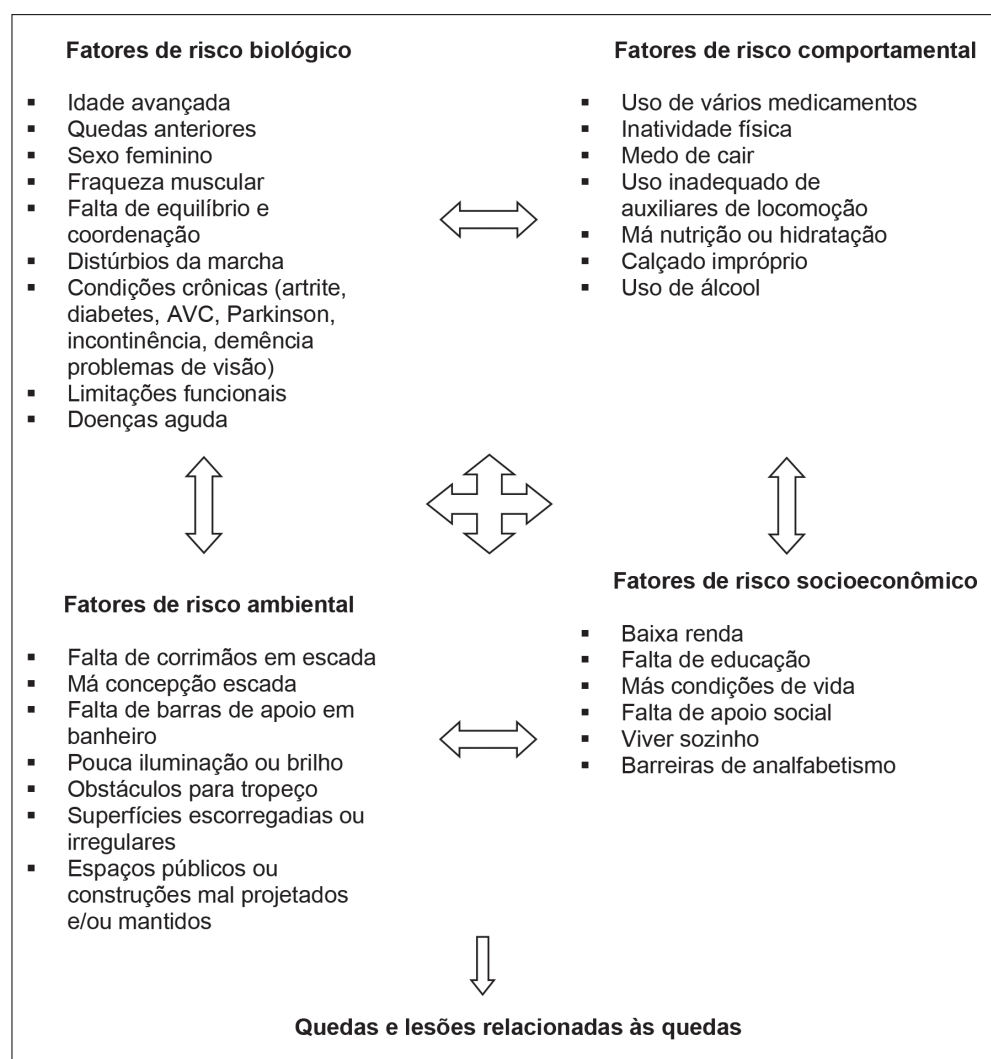 Fatores de risco biológico
▪ Idade avançada
▪ Quedas anteriores
▪ Sexo feminino
▪ Fraqueza muscular
▪ Falta de equilíbrio e
coordenação
▪ Distúrbios da marcha
▪ Condições crônicas (artrite,
diabetes, AVC, Parkinson,
incontinência, demência
problemas de visão)
▪ Limitações funcionais
▪ Doenças aguda
Fatores de risco comportamental
▪ Uso de vários medicamentos
▪ Inatividade física
▪ Medo de cair
▪ Uso inadequado de
auxiliares de locomoção
▪ Má nutrição ou hidratação
▪ Calçado impróprio
▪ Uso de álcool
Fatores de risco ambiental
▪ Falta de corrimãos em escada
▪ Má concepção escada
▪ Falta de barras de apoio em
banheiro
▪ Pouca iluminação ou brilho
▪ Obstáculos para tropeço
▪ Superfícies escorregadias ou
irregulares
▪ Espaços públicos ou
construções mal projetados
e/ou mantidos
Fatores de risco socioeconômico
▪ Baixa renda
▪ Falta de educação
▪ Más condições de vida
▪ Falta de apoio social
▪ Viver sozinho
▪ Barreiras de analfabetismo
Quedas e lesões relacionadas às quedas